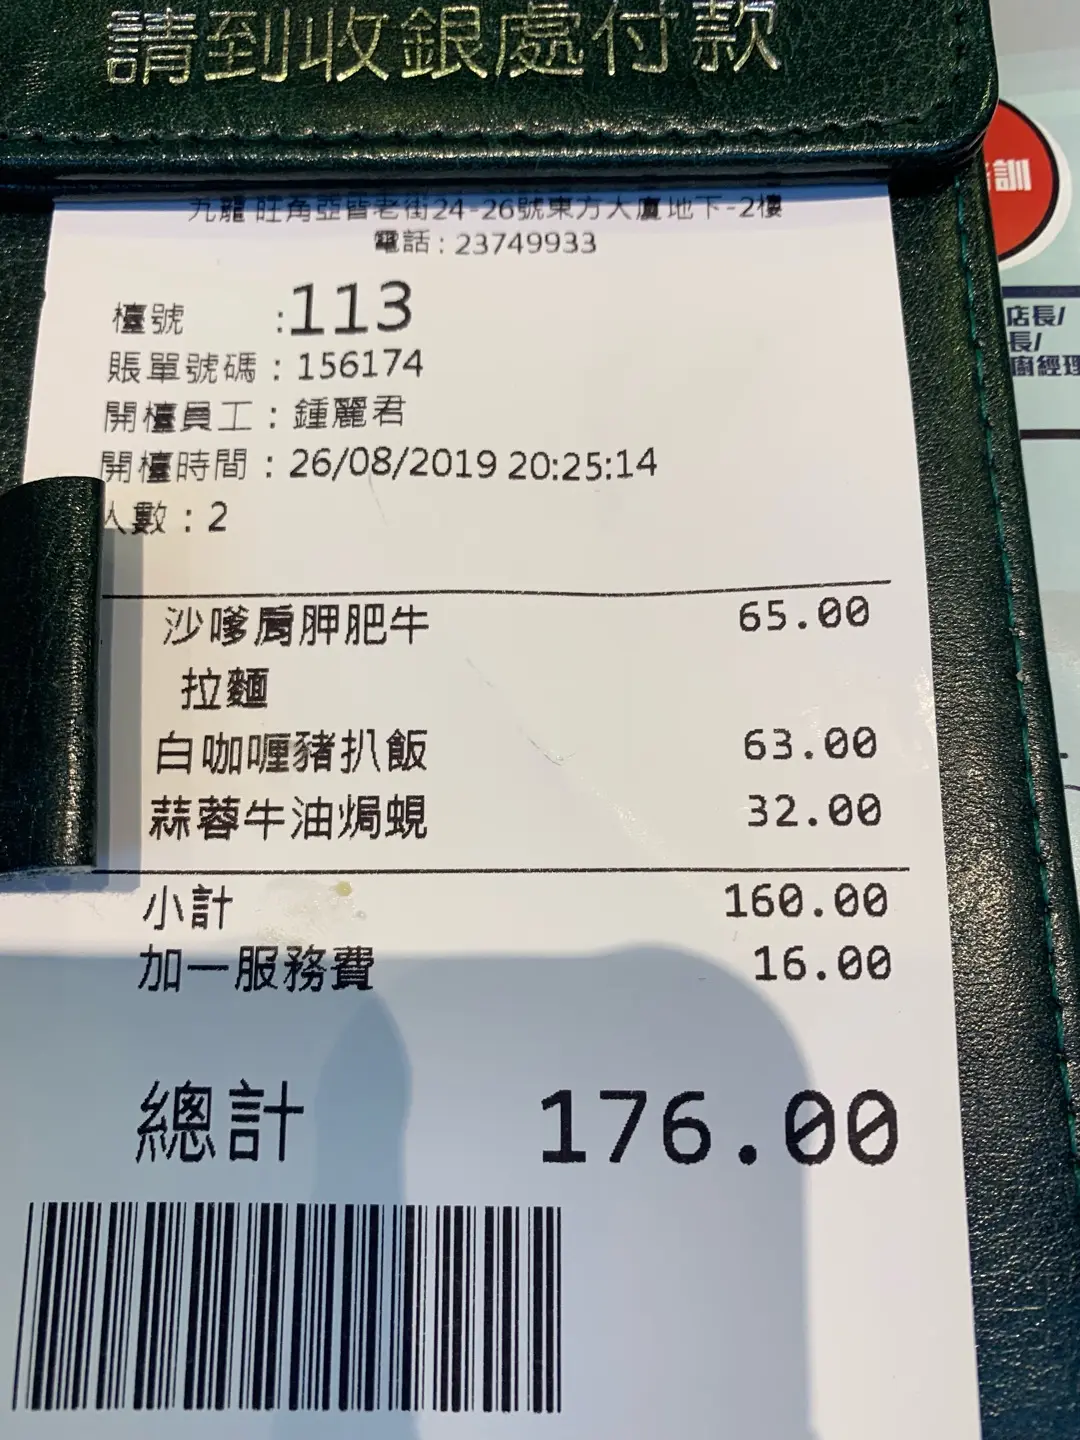 請到收銀處付款
九龍旺角亞皆老街24-26號東方大廈地下-2樓
電話:23749933
檯號 :113
賬單號碼:156174
開檯員工:鍾麗君
開檯時間:26/08/2019 20:25:14
人數:2
沙嗲肩胛肥牛 65.00
拉麵
白咖喱豬扒飯 63.00
蒜蓉牛油焗蜆 32.00
小計 160.00
加一服務費 16.00
總計 176.00
訓
店長/
長/
廚經理